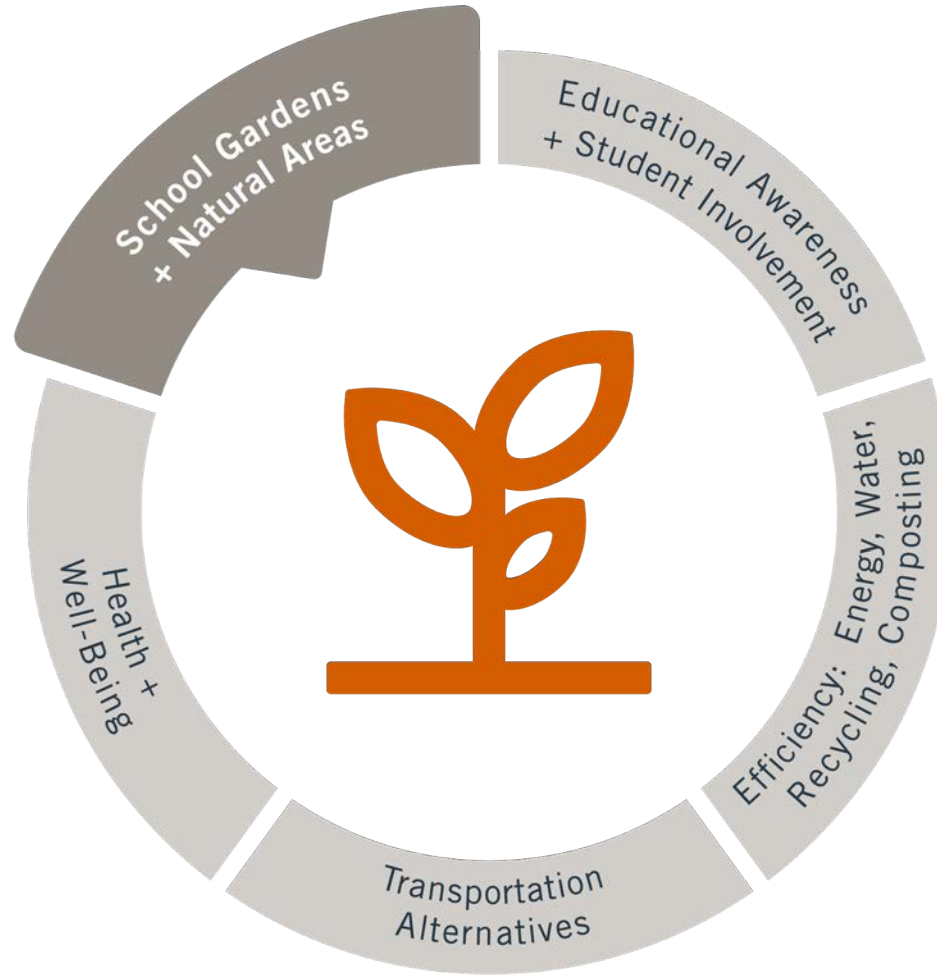 School Gardens
+ Natural Areas
Educational Awareness
+ Student Involvement
Efficiency: Energy, Water,
Recycling, Composting
Transportation
Alternatives
Health +
Well-Being